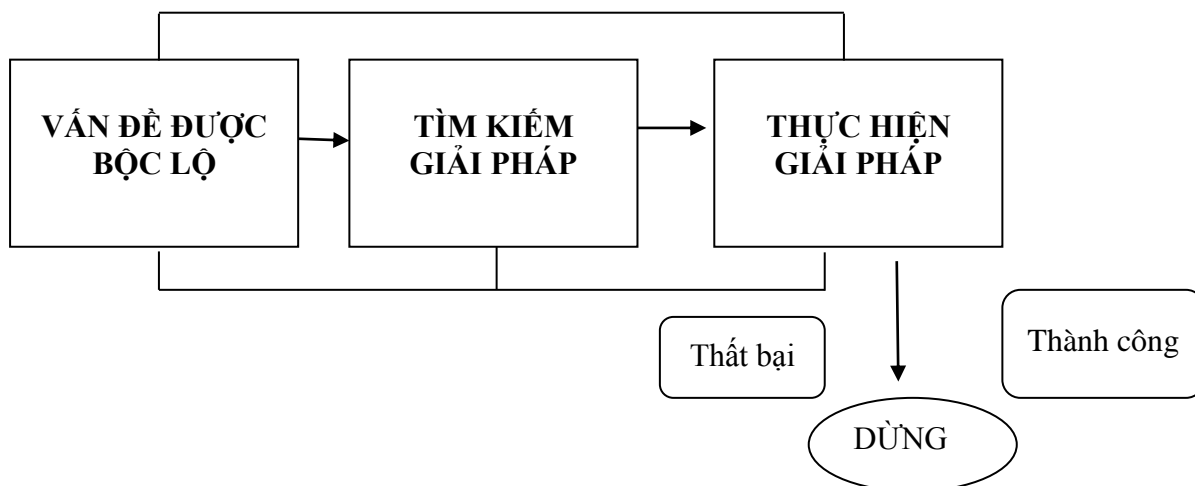 VẤN ĐỀ ĐƯỢC
BỘC LỘ
TÌM KIẾM
GIẢI PHÁP
THỰC HIỆN
GIẢI PHÁP
Thất bại
Thành công
DỪNG